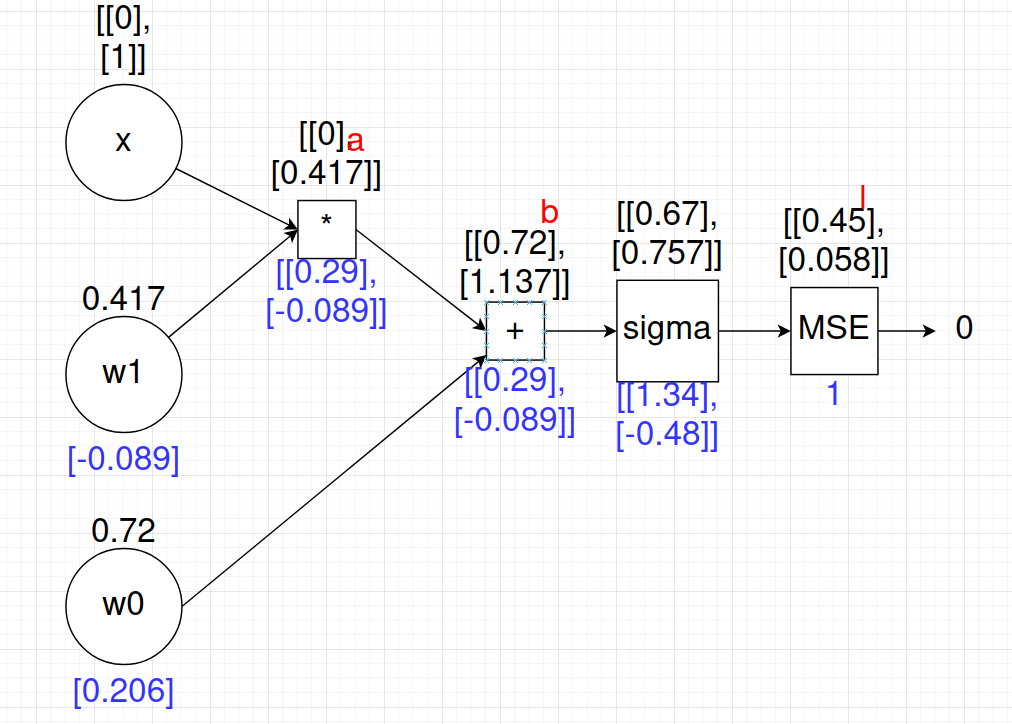 [[0],
[1]]
x
[[0] a
[0.417]]
*
[[0.29],
[-0.089]]
0.417
w1
[-0.089]
0.72
w0
[0.206]
b
[[0.72],
[1.137]]
+
[[0.29],
[-0.089]]
[[0.67],
[0.757]]
sigma
[[1.34],
[-0.48]]
l
[[0.45],
[0.058]]
MSE
1
0